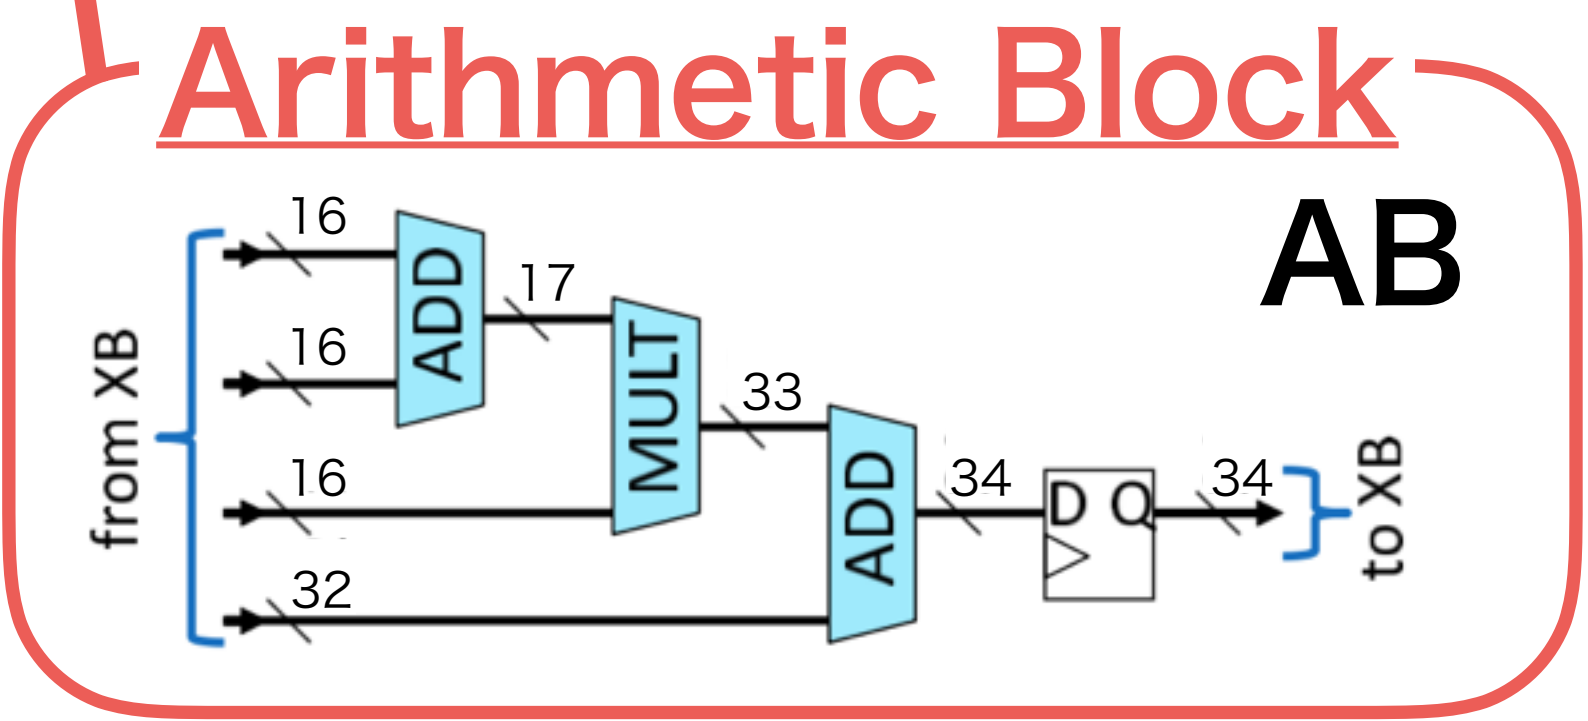 Arithmetic Block
AB
from XB
16
16
16
32
ADD
17
MULT
33
ADD
34
D Q
34
to XB